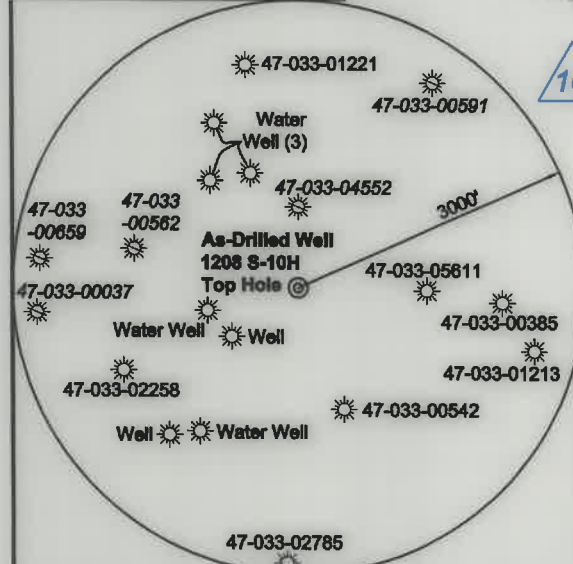 47-033-01221
47-033-00591
Water
Well (3)
47-033-04552
3000'
47-033
-00659
47-033
-00562
As-Drilled Well
1208 S-10H
Top Hole
47-033-05611
47-033-00037
47-033-00385
Water Well
Well
47-033-01213
47-033-02258
47-033-00542
Well
Water Well
47-033-02785